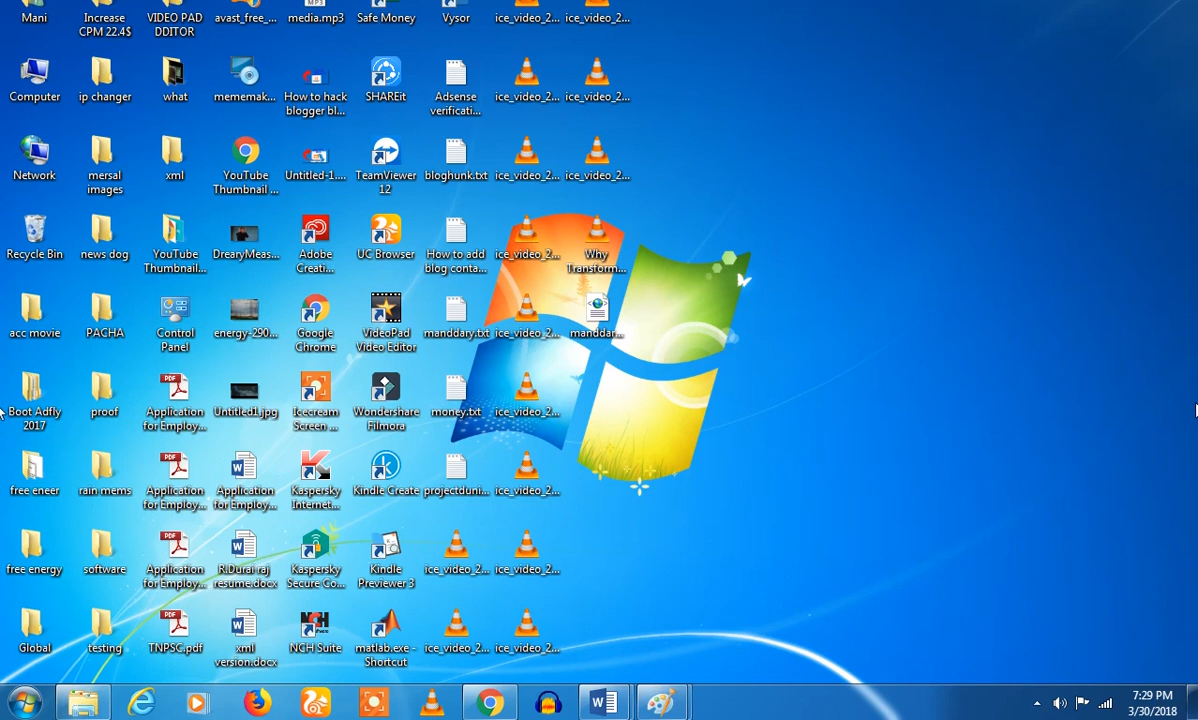 Mani
Increase
CPM 22.4$
VIDEO PAD
DDITOR
avast_free_...
media.mp3
Safe Money
Vysor
ice_video_2...
ice_video_2...
Computer
ip changer
what
mememak...
How to hack
blogger bl...
SHAREit
Adsense
verificati...
ice_video_2...
ice_video_2...
Network
mersal
images
xml
YouTube
Thumbnail ...
Untitled-1....
TeamViewer
12
bloghunk.txt
ice_video_2...
ice_video_2...
Recycle Bin
news dog
YouTube
Thumbnail...
DrearyMeas...
Adobe
Creati...
UC Browser
How to add
blog conta...
ice_video_2...
Why
Transform...
acc movie
PACHA
Control
Panel
energy-290...
Google
Chrome
VideoPad
Video Editor
manddary.txt
ice_video_2...
manddar...
Boot Adfly
2017
proof
Application
for Employ...
Untitled1.jpg
Icecream
Screen ...
Wondershare
Filmora
money.txt
ice_video_2...
free eneer
rain mems
Application
for Employ...
Application
for Employ...
Kaspersky
Internet...
Kindle Create
projectduni...
ice_video_2...
free energy
software
Application
for Employ...
R.Durai raj
resume.docx
Kaspersky
Secure Co...
Kindle
Previewer 3
ice_video_2...
ice_video_2...
Global
testing
TNPSC.pdf
xml
version.docx
NCH Suite
matlab.exe -
Shortcut
ice_video_2...
ice_video_2...
7:29 PM
3/30/2018